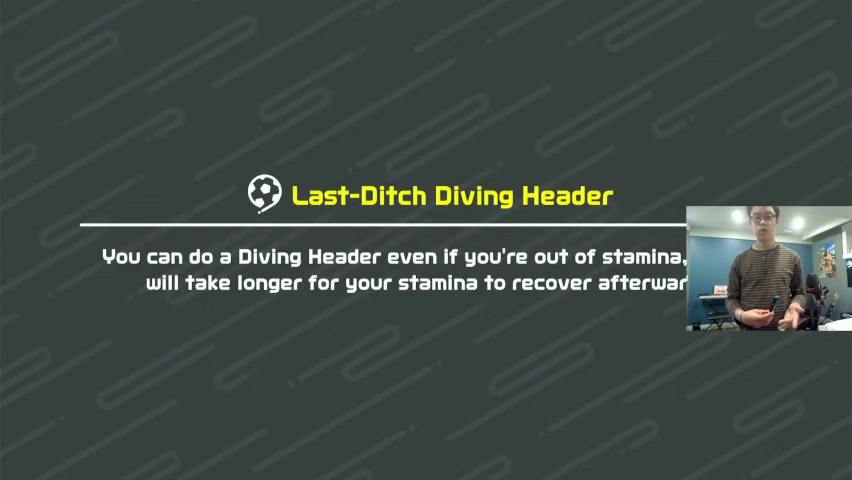 Last-Ditch Diving Header
You can do a Diving Header even if you're out of stamina,
will take longer for your stamina to recover